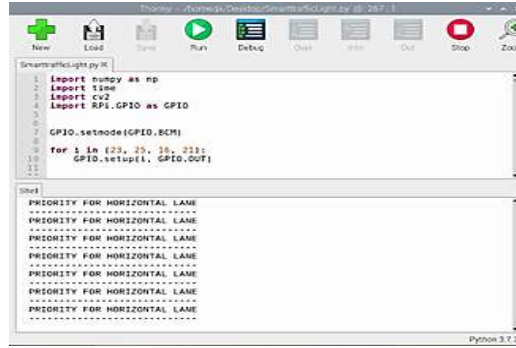 Thonny - /home/pi/Desktop/SmarttrafficLight.py @ 267 : 1
New Load Save Run Debug Over Into Out Stop Zoo
SmarttrafficLight.py
1 import numpy as np
2 import time
3 import cv2
4 import RPi.GPIO as GPIO
5
6
7 GPIO.setmode(GPIO.BCM)
8
9 for i in (23, 25, 16, 21):
10 GPIO.setup(i, GPIO.OUT)
11
Shell
PRIORITY FOR HORIZONTAL LANE
PRIORITY FOR HORIZONTAL LANE
PRIORITY FOR HORIZONTAL LANE
PRIORITY FOR HORIZONTAL LANE
PRIORITY FOR HORIZONTAL LANE
PRIORITY FOR HORIZONTAL LANE
PRIORITY FOR HORIZONTAL LANE
Python 3.7.